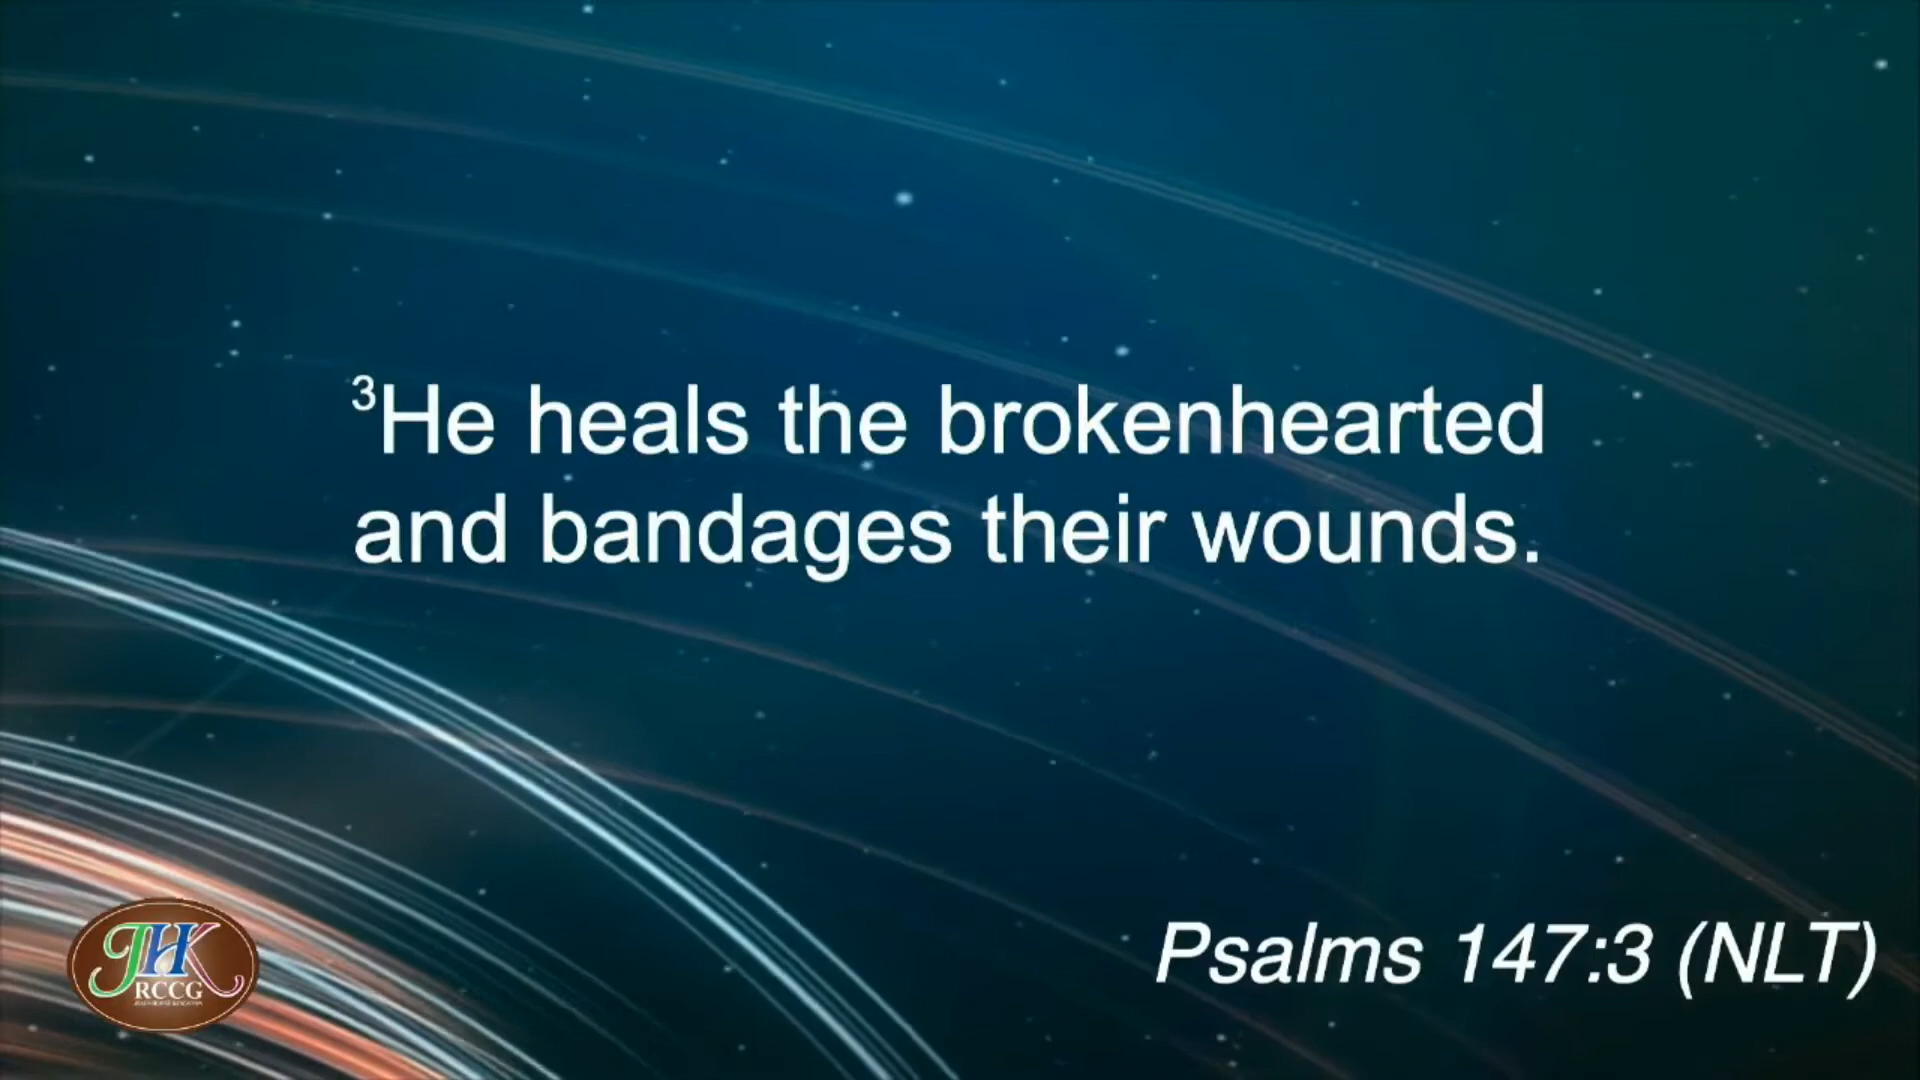 ³He heals the brokenhearted
and bandages their wounds.
Psalms 147:3 (NLT)
JHK
RCCG